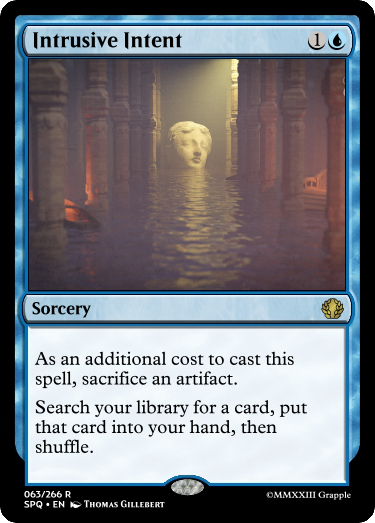 Intrusive Intent 1
Sorcery
As an additional cost to cast this
spell, sacrifice an artifact.
Search your library for a card, put
that card into your hand, then
shuffle.
063/266 R
SPQ • EN Thomas Gillebert
©MMXXIII Grapple